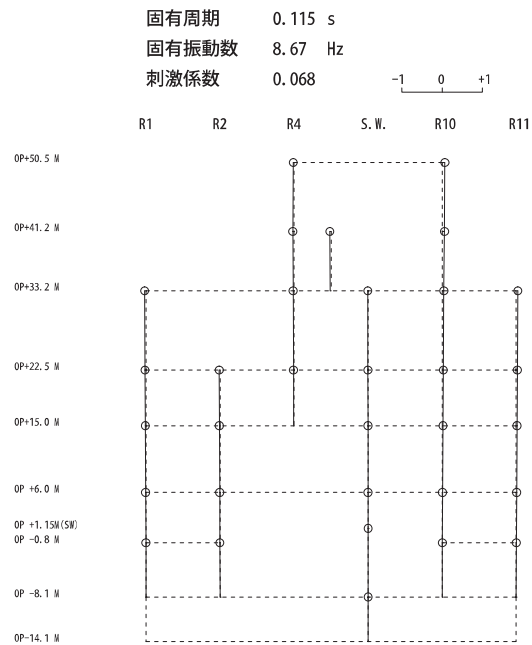 固有周期 0.115 s
固有振動数 8.67 Hz
刺激係数 0.068
-1 0 +1
R1 R2 R4 S.W. R10 R11
OP+50.5 M
OP+41.2 M
OP+33.2 M
OP+22.5 M
OP+15.0 M
OP +6.0 M
OP +1.15M(SW)
OP -0.8 M
OP -8.1 M
OP-14.1 M